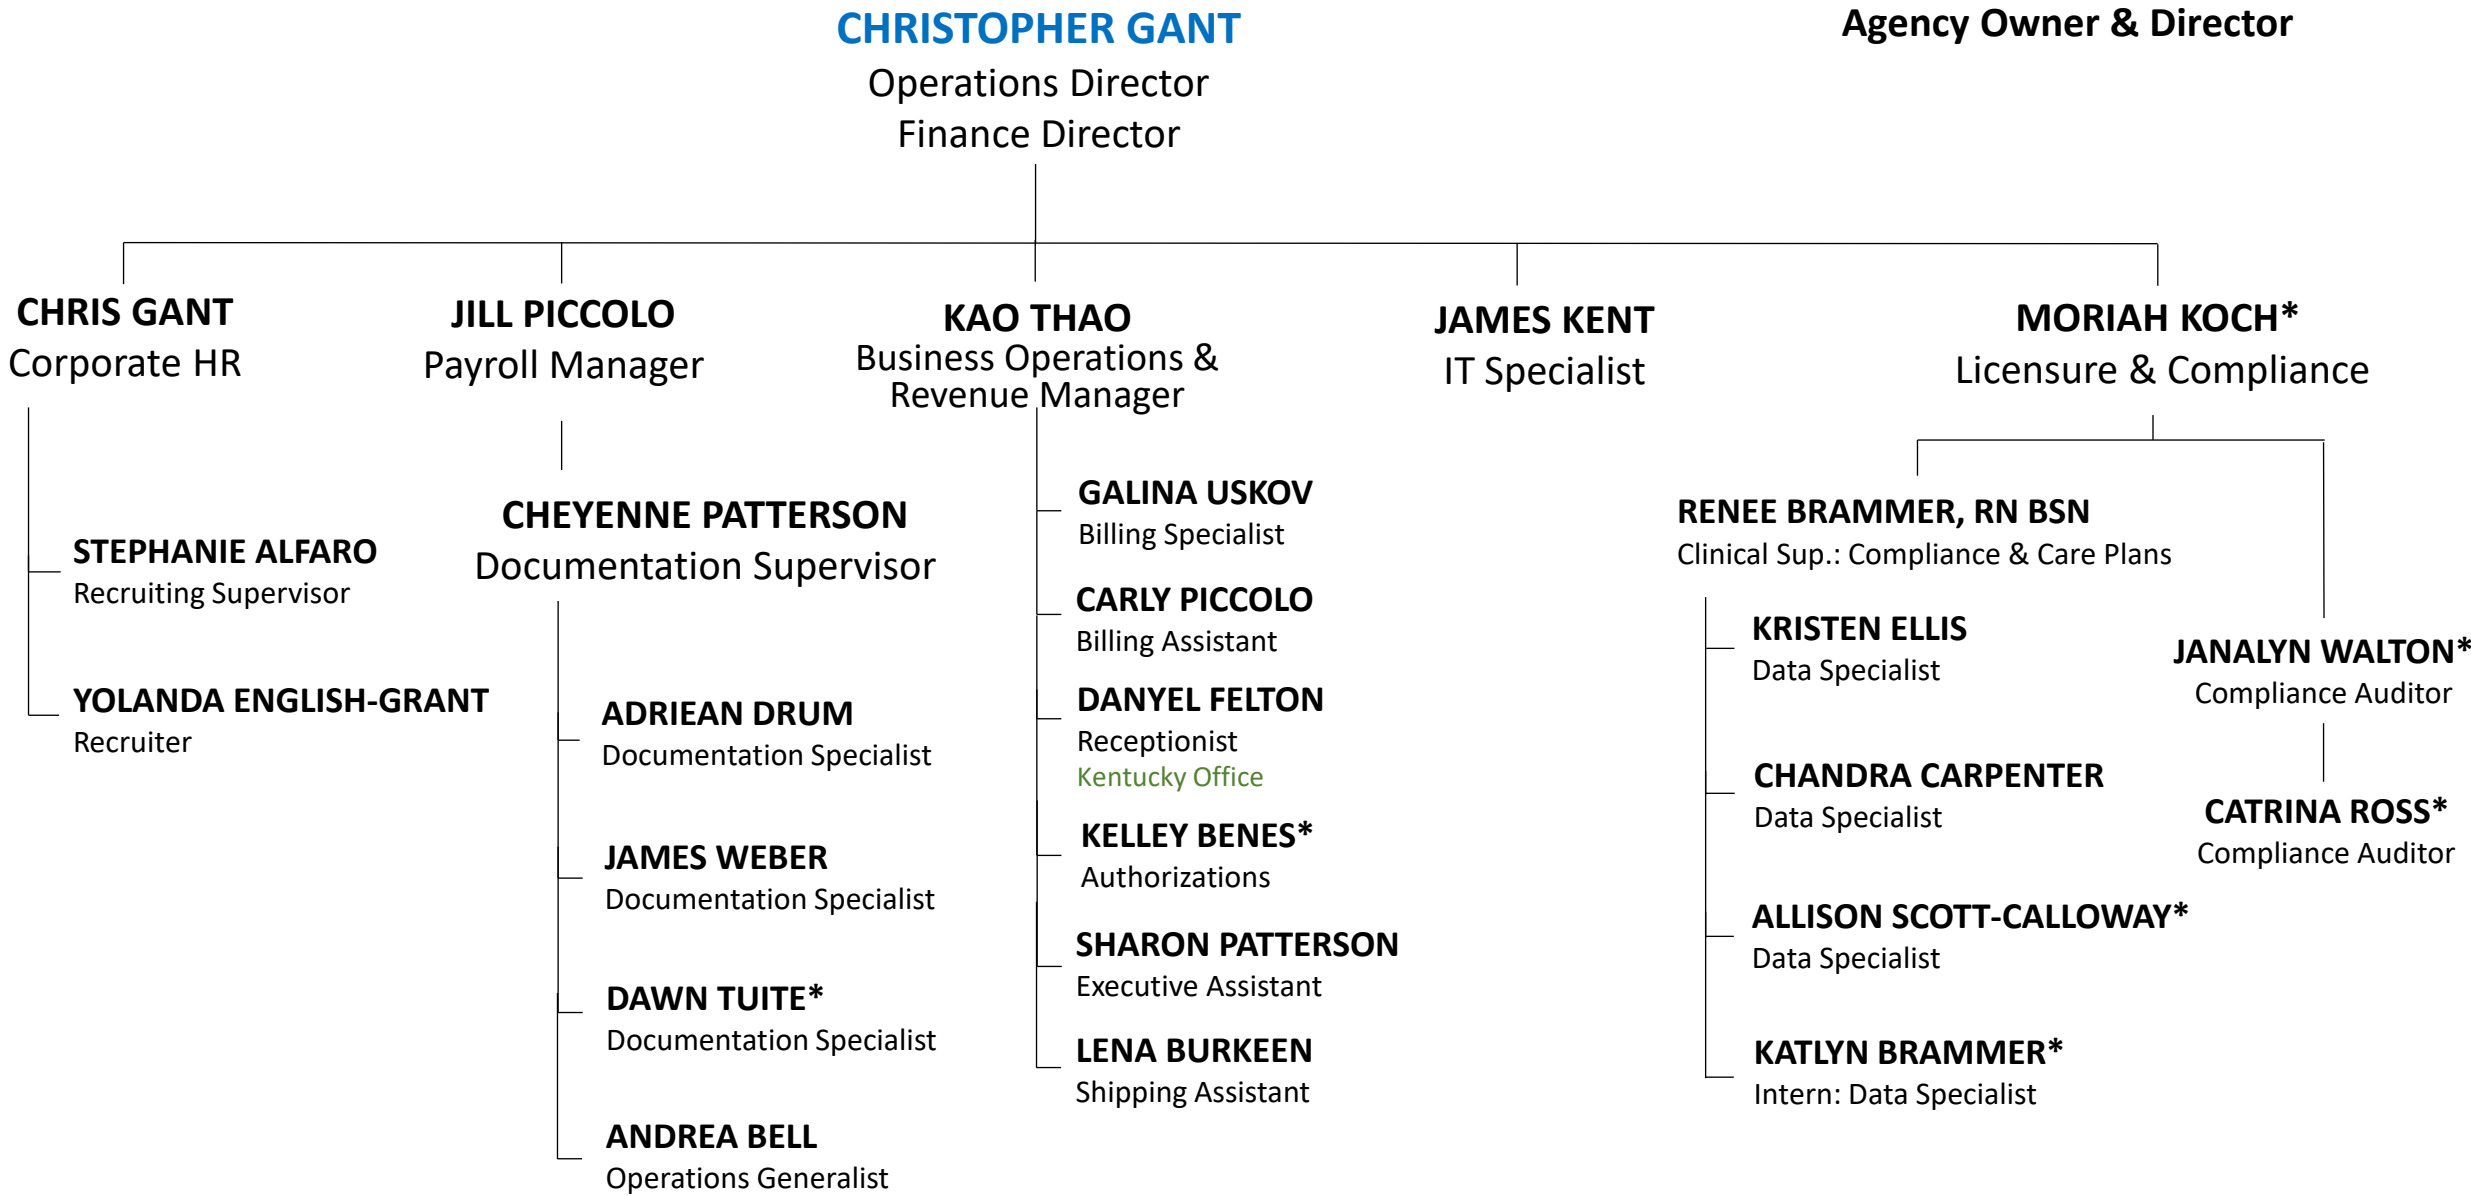 CHRISTOPHER GANT
Agency Owner & Director
Operations Director
Finance Director
CHRIS GANT
Corporate HR
STEPHANIE ALFARO
Recruiting Supervisor
YOLANDA ENGLISH-GRANT
Recruiter
JILL PICCOLO
Payroll Manager
CHEYENNE PATTERSON
Documentation Supervisor
ADRIEAN DRUM
Documentation Specialist
JAMES WEBER
Documentation Specialist
DAWN TUITE*
Documentation Specialist
ANDREA BELL
Operations Generalist
KAO THAO
Business Operations &
Revenue Manager
GALINA USKOV
Billing Specialist
CARLY PICCOLO
Billing Assistant
DANYEL FELTON
Receptionist
Kentucky Office
KELLEY BENES*
Authorizations
SHARON PATTERSON
Executive Assistant
LENA BURKEEN
Shipping Assistant
JAMES KENT
IT Specialist
MORIAH KOCH*
Licensure & Compliance
RENEE BRAMMER, RN BSN
Clinical Sup.: Compliance & Care Plans
KRISTEN ELLIS
Data Specialist
CHANDRA CARPENTER
Data Specialist
ALLISON SCOTT-CALLOWAY*
Data Specialist
KATLYN BRAMMER*
Intern: Data Specialist
JANALYN WALTON*
Compliance Auditor
CATRINA ROSS*
Compliance Auditor